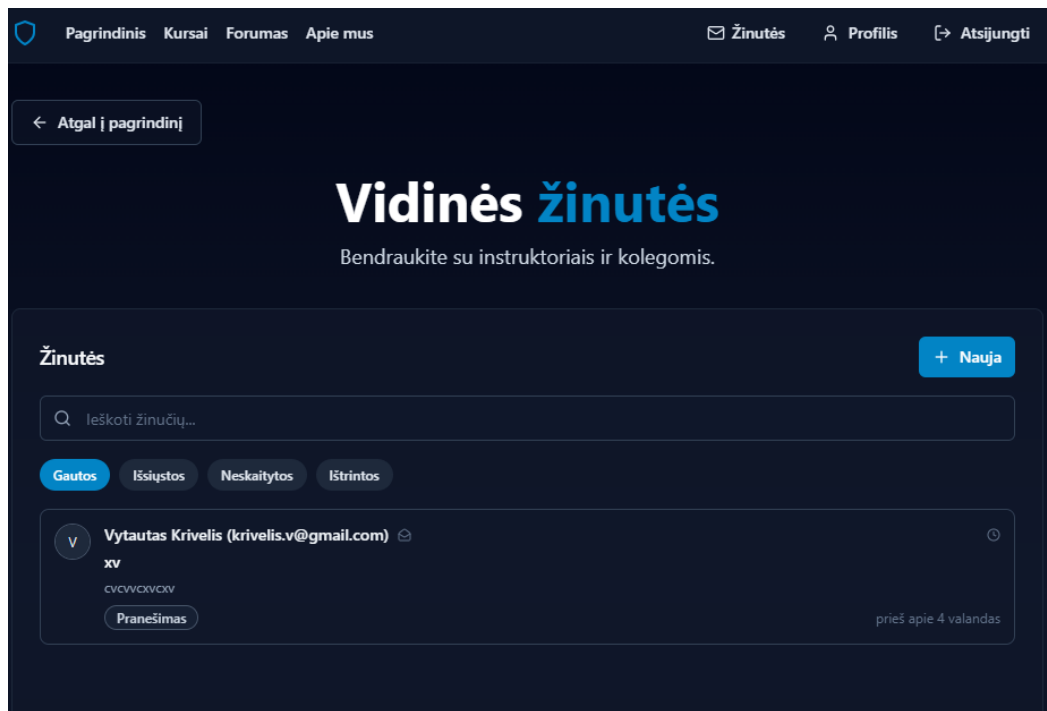 Pagrindinis Kursai Forumas Apie mus Žinutės Profilis Atsijungti
Atgal į pagrindinį
Vidinės žinutės
Bendraukite su instruktoriais ir kolegomis.
Žinutės
Nauja
Ieškoti žinučių...
Gautos Išsiųstos Neskaitytos Ištrintos
V Vytautas Krivelis (krivelis.v@gmail.com)
xv
cvcvvcxvcxv
Pranešimas prieš apie 4 valandas